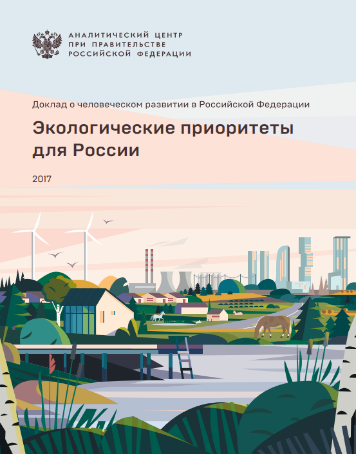 АНАЛИТИЧЕСКИЙ ЦЕНТР
ПРИ ПРАВИТЕЛЬСТВЕ
РОССИЙСКОЙ ФЕДЕРАЦИИ
Доклад о человеческом развитии в Российской Федерации
Экологические приоритеты
для России
2017